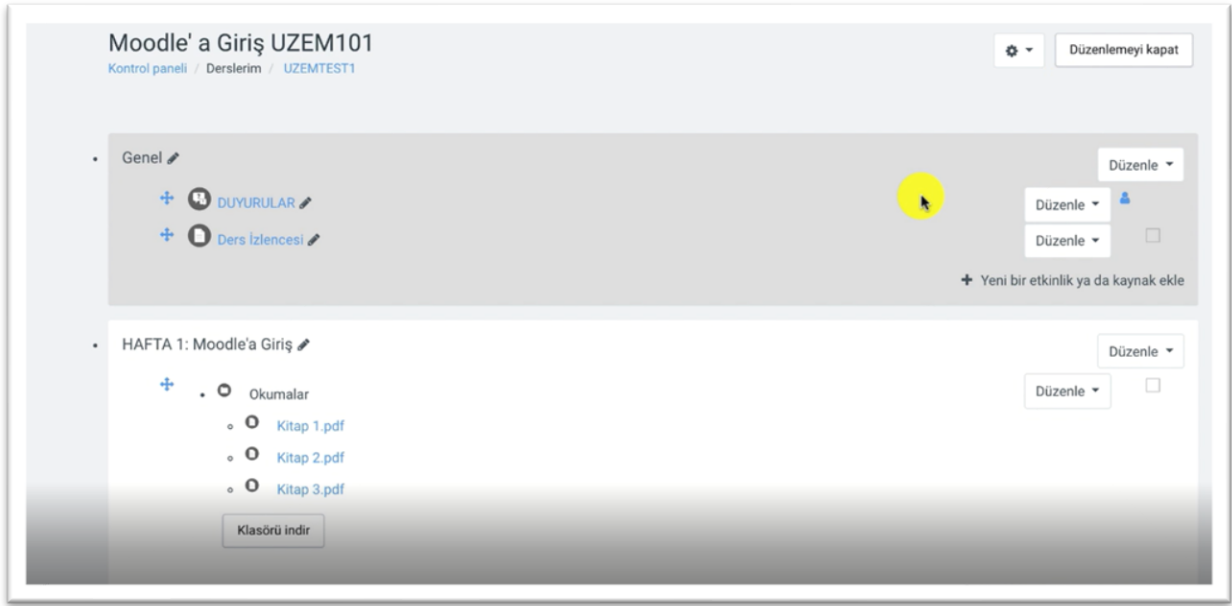 Moodle' a Giriş UZEM101
Düzenlemeyi kapat
Kontrol paneli / Derslerim / UZEMTEST1
Genel
Düzenle
DUYURULAR
Düzenle
Ders İzlencesi
Düzenle
+ Yeni bir etkinlik ya da kaynak ekle
HAFTA 1: Moodle'a Giriş
Düzenle
Okumalar
Düzenle
Kitap 1.pdf
Kitap 2.pdf
Kitap 3.pdf
Klasörü indir